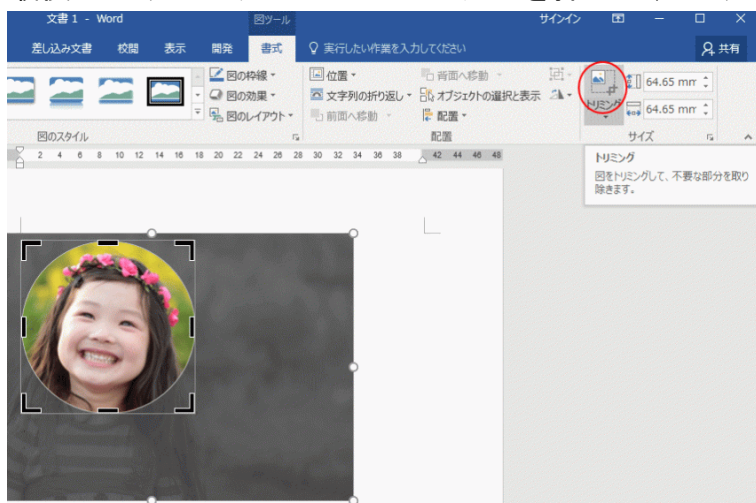 文書 1 - Word
図ツール
サインイン
差し込み文書
校閲
表示
開発
書式
実行したい作業を入力してください
共有
図の枠線
図の効果
図のレイアウト
位置
文字列の折り返し
前面へ移動
背面へ移動
オブジェクトの選択と表示
配置
トリミング
64.65 mm
64.65 mm
図のスタイル
配置
サイズ
2 4 6 8 10 12 14 16 18 20 22 24 26 28 30 32 34 36 38 42 44 46 48
トリミング
図をトリミングして、不要な部分を取り
除きます。